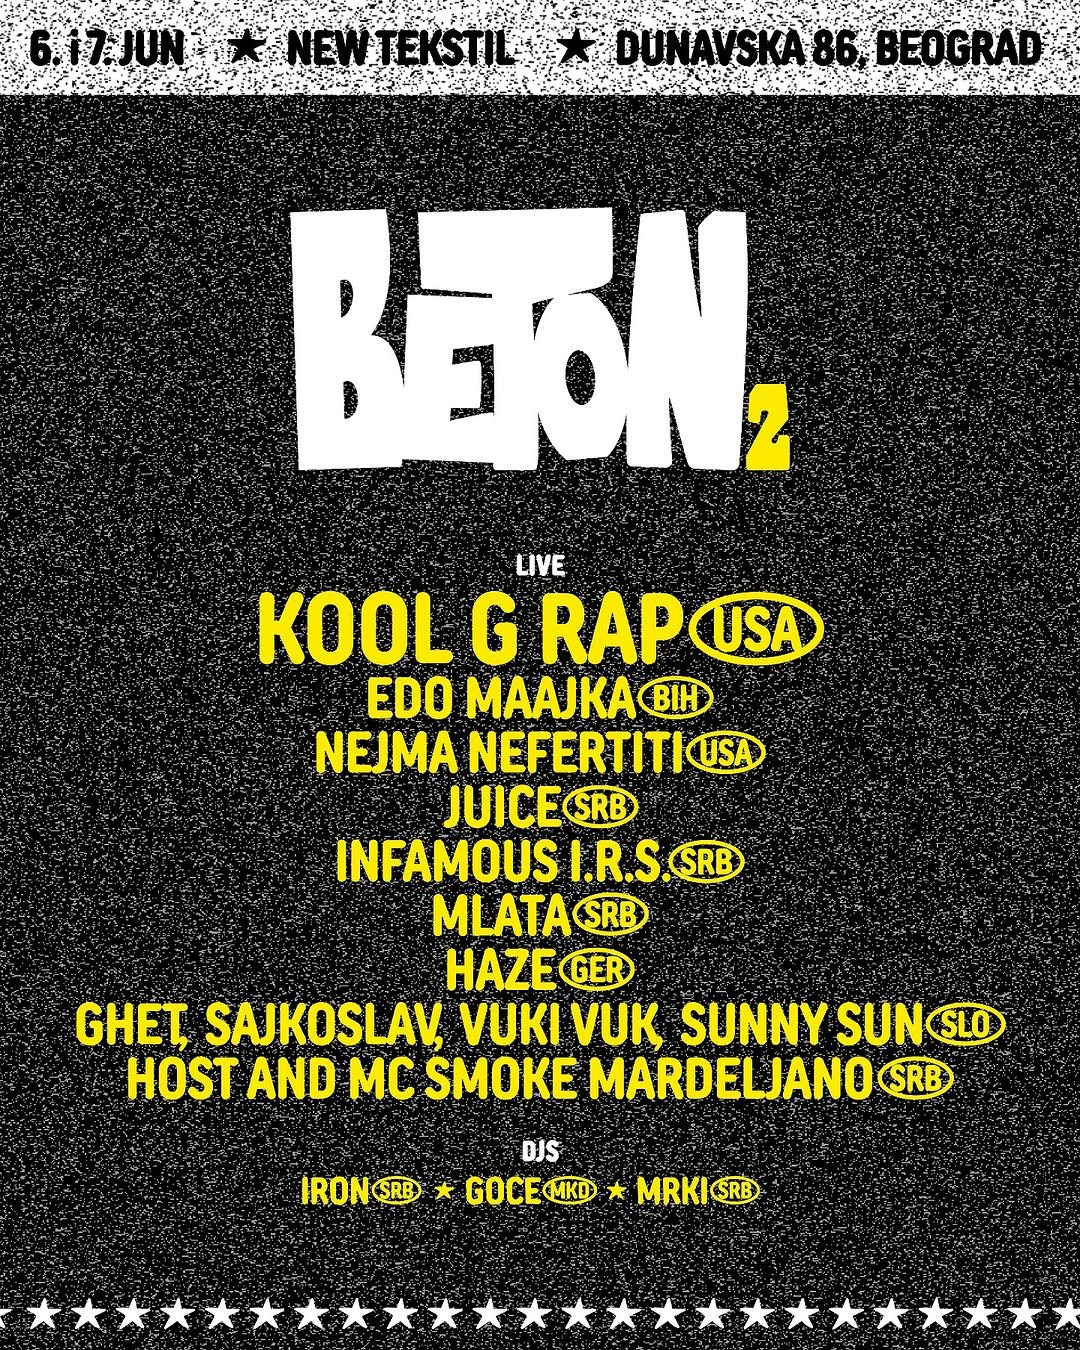 6. i 7. JUN ★ NEW TEKSTIL ★ DUNAVSKA 86, BEOGRAD
BETON 2
LIVE
KOOL G RAP USA
EDO MAAJKA BIH
NEJMA NEFERTITI USA
JUICE SRB
INFAMOUS I.R.S. SRB
MLATA SRB
HAZE GER
GHET, SAJKOSLAV, VUKI VUK, SUNNY SUN SLO
HOST AND MC SMOKE MARDELJANO SRB
DJS
IRON SRB ★ GOCE MKD ★ MRKI SRB